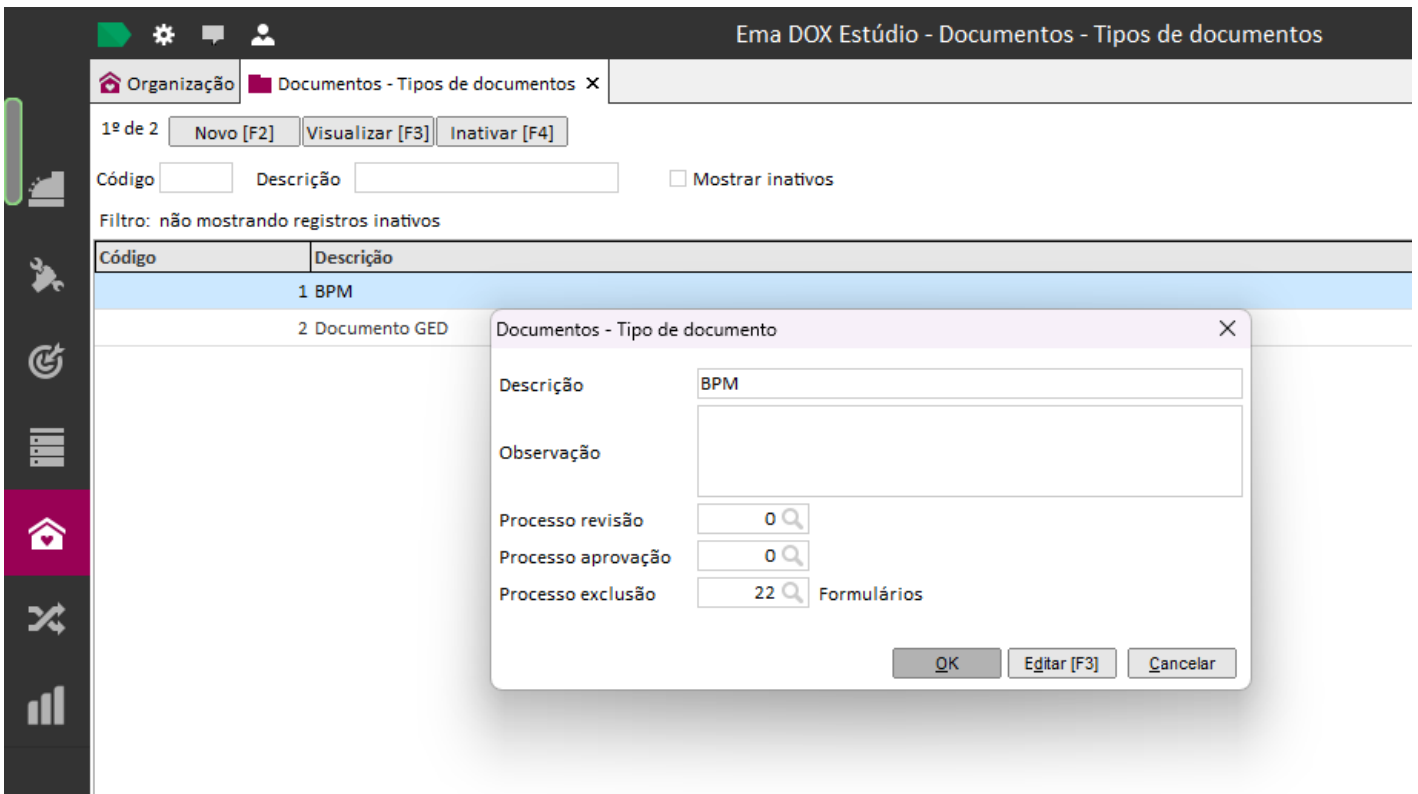 Ema DOX Estúdio - Documentos - Tipos de documentos
Organização Documentos - Tipos de documentos X
1º de 2 Novo [F2] Visualizar [F3] Inativar [F4]
Código Descrição Mostrar inativos
Filtro: não mostrando registros inativos
Código Descrição
1 BPM
2 Documento GED
Documentos - Tipo de documento
Descrição BPM
Observação
Processo revisão 0
Processo aprovação 0
Processo exclusão 22 Formulários
OK Editar [F3] Cancelar